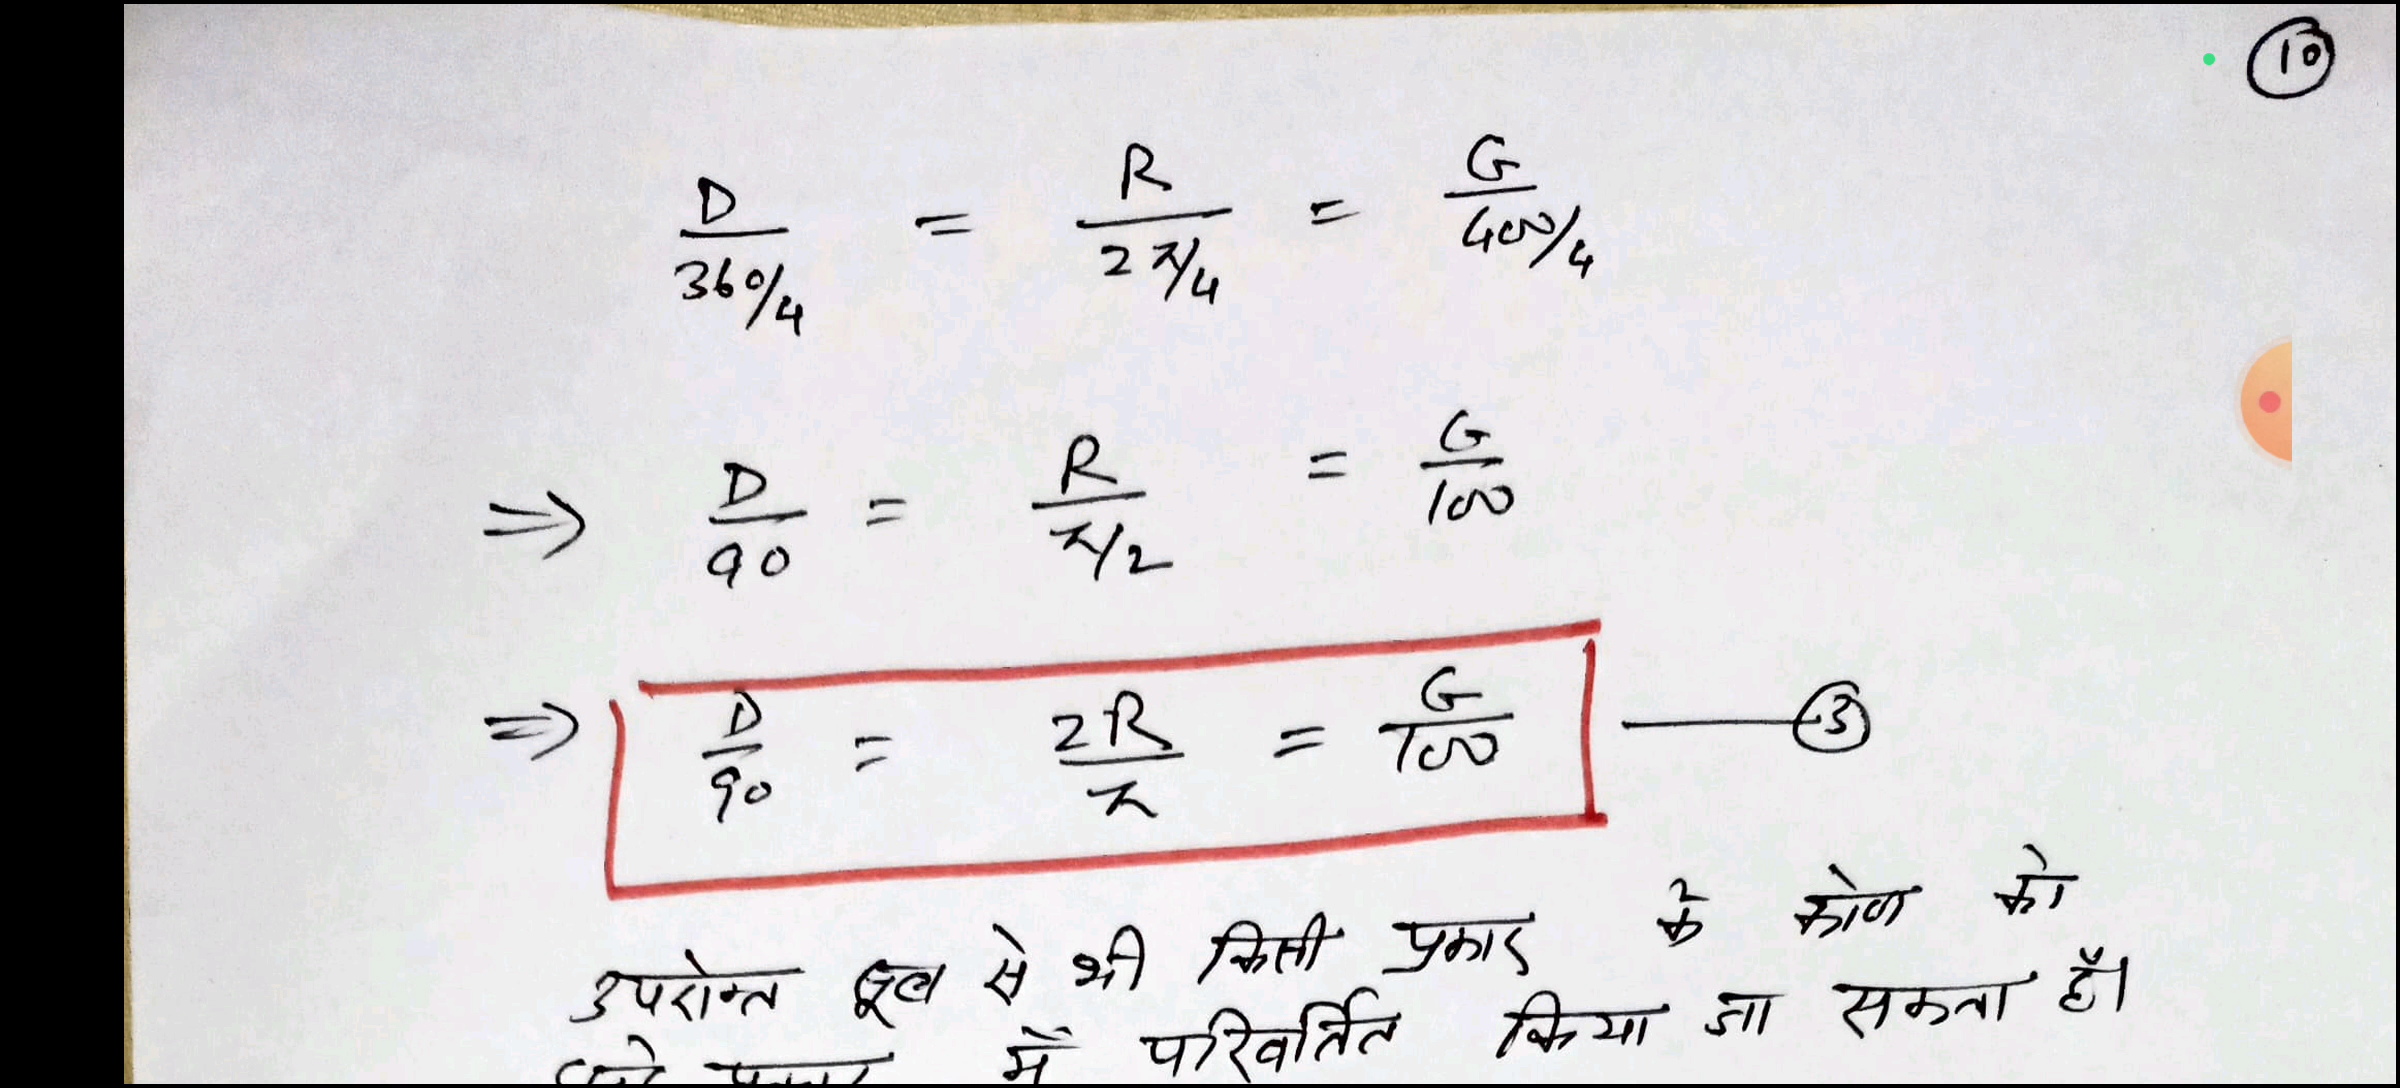 10
D/(360/4) = R/(2π/4) = G/(400/4)
⇒ D/90 = R/(π/2) = G/100
⇒ D/90 = 2R/π = G/100 — 3
उपरोक्त सूत्र से भी किसी प्रकार के कोण को
में परिवर्तित किया जा सकता है।